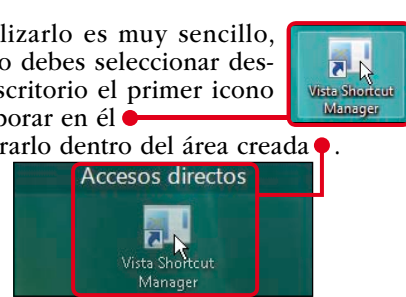 lizarlo es muy sencillo,
o debes seleccionar des-
scritorio el primer icono
porar en él
Vista Shortcut
Manager
rarlo dentro del área creada .
Accesos directos
Vista Shortcut
Manager